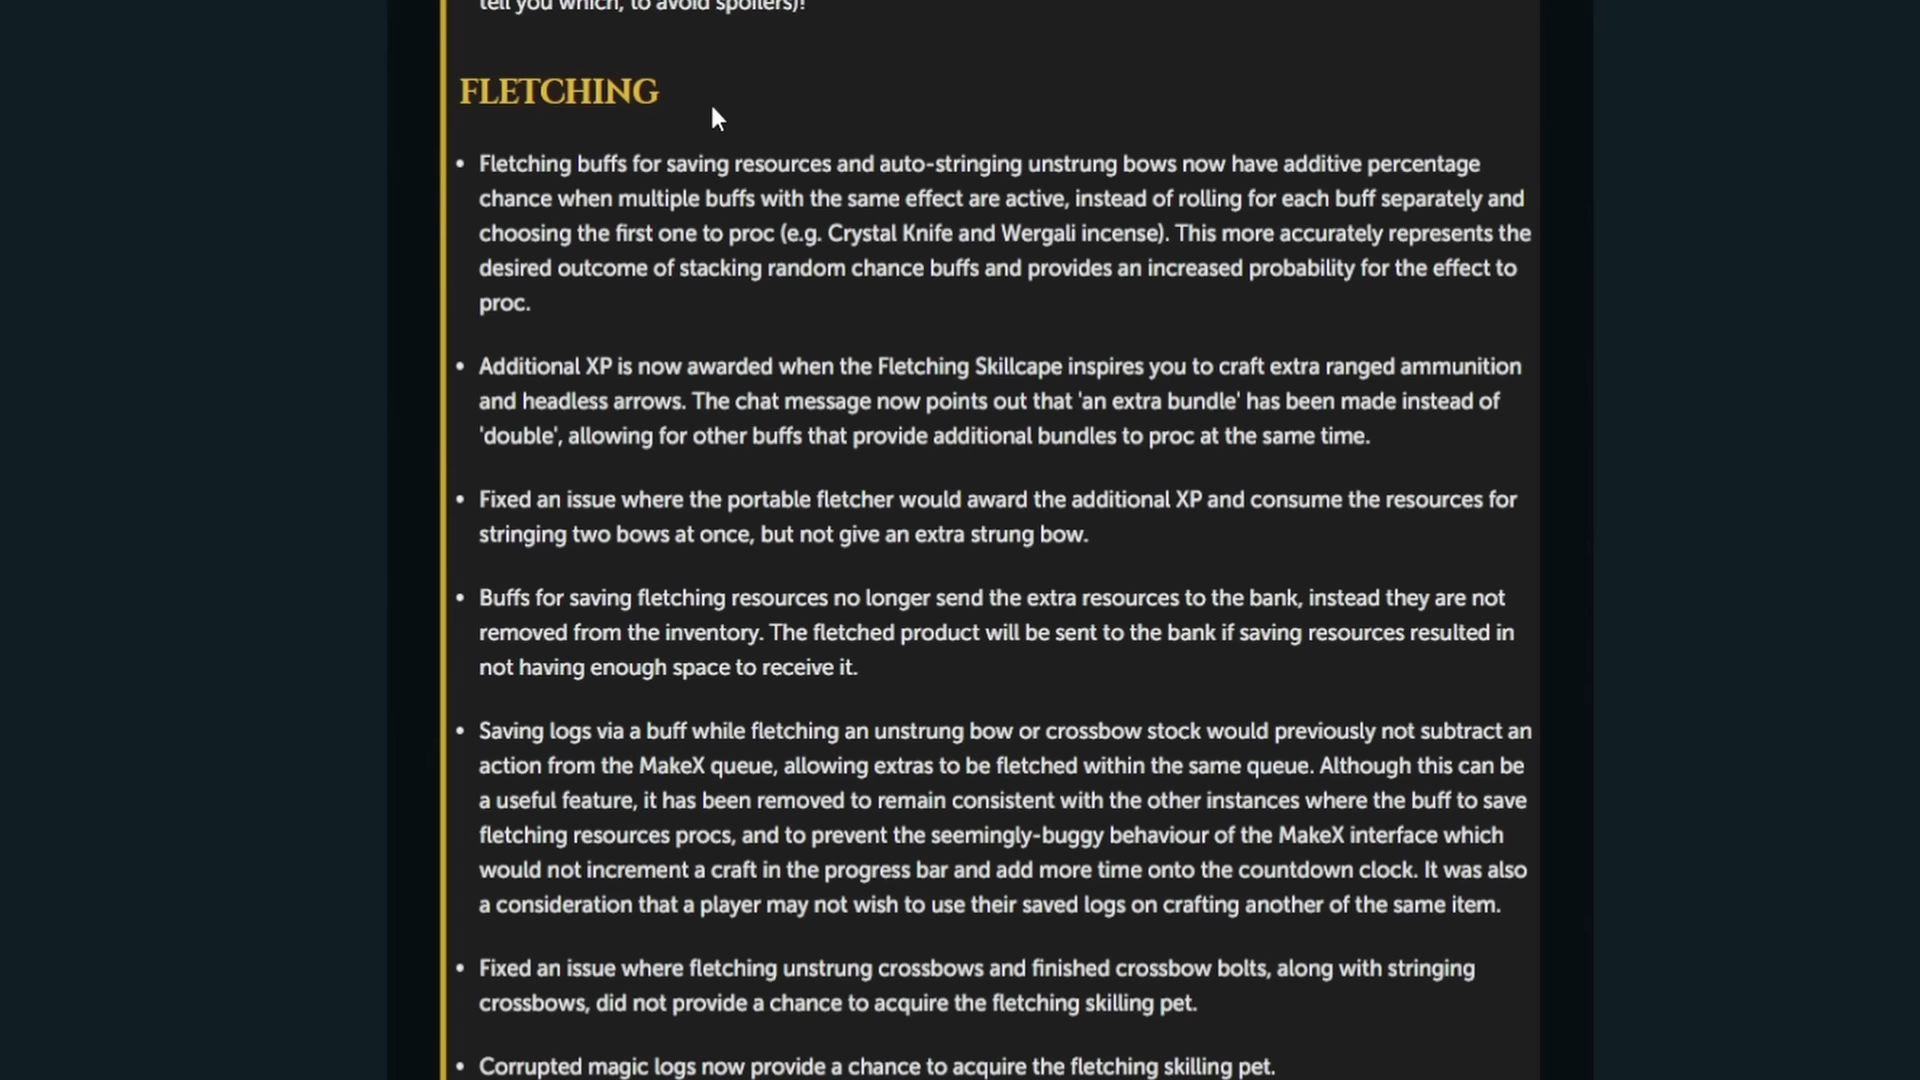 tell you which, to avoid spoilers)!
FLETCHING
• Fletching buffs for saving resources and auto-stringing unstrung bows now have additive percentage
chance when multiple buffs with the same effect are active, instead of rolling for each buff separately and
choosing the first one to proc (e.g. Crystal Knife and Wergali incense). This more accurately represents the
desired outcome of stacking random chance buffs and provides an increased probability for the effect to
proc.
• Additional XP is now awarded when the Fletching Skillcape inspires you to craft extra ranged ammunition
and headless arrows. The chat message now points out that 'an extra bundle' has been made instead of
'double', allowing for other buffs that provide additional bundles to proc at the same time.
• Fixed an issue where the portable fletcher would award the additional XP and consume the resources for
stringing two bows at once, but not give an extra strung bow.
• Buffs for saving fletching resources no longer send the extra resources to the bank, instead they are not
removed from the inventory. The fletched product will be sent to the bank if saving resources resulted in
not having enough space to receive it.
• Saving logs via a buff while fletching an unstrung bow or crossbow stock would previously not subtract an
action from the MakeX queue, allowing extras to be fletched within the same queue. Although this can be
a useful feature, it has been removed to remain consistent with the other instances where the buff to save
fletching resources procs, and to prevent the seemingly-buggy behaviour of the MakeX interface which
would not increment a craft in the progress bar and add more time onto the countdown clock. It was also
a consideration that a player may not wish to use their saved logs on crafting another of the same item.
• Fixed an issue where fletching unstrung crossbows and finished crossbow bolts, along with stringing
crossbows, did not provide a chance to acquire the fletching skilling pet.
• Corrupted magic logs now provide a chance to acquire the fletching skilling pet.